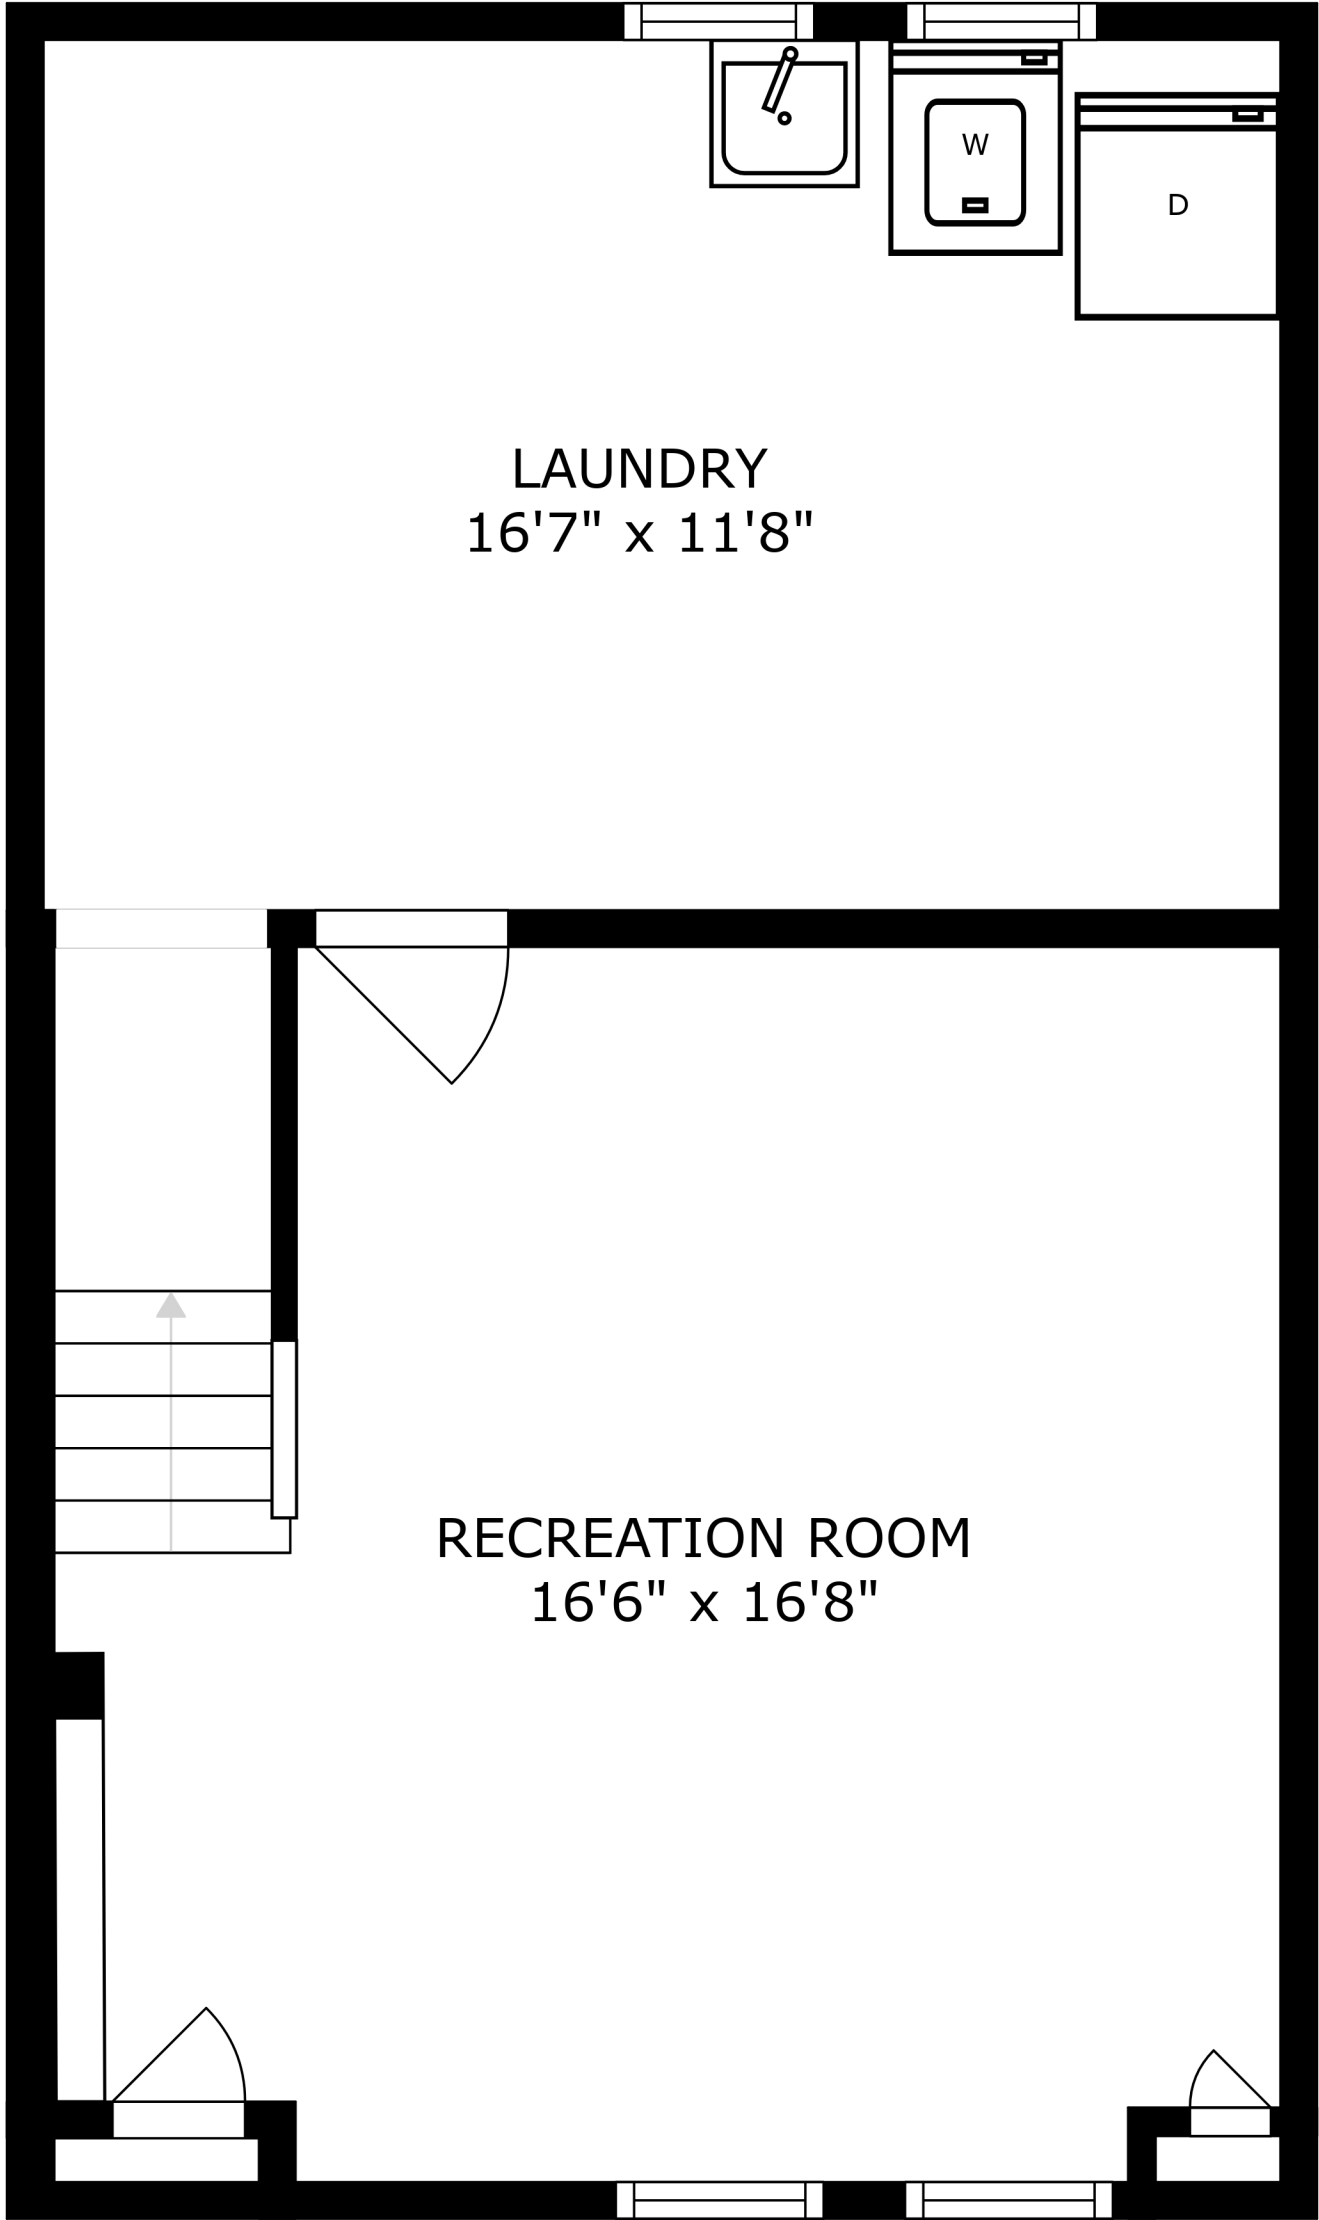 W
D
LAUNDRY
16'7" x 11'8"
RECREATION ROOM
16'6" x 16'8"